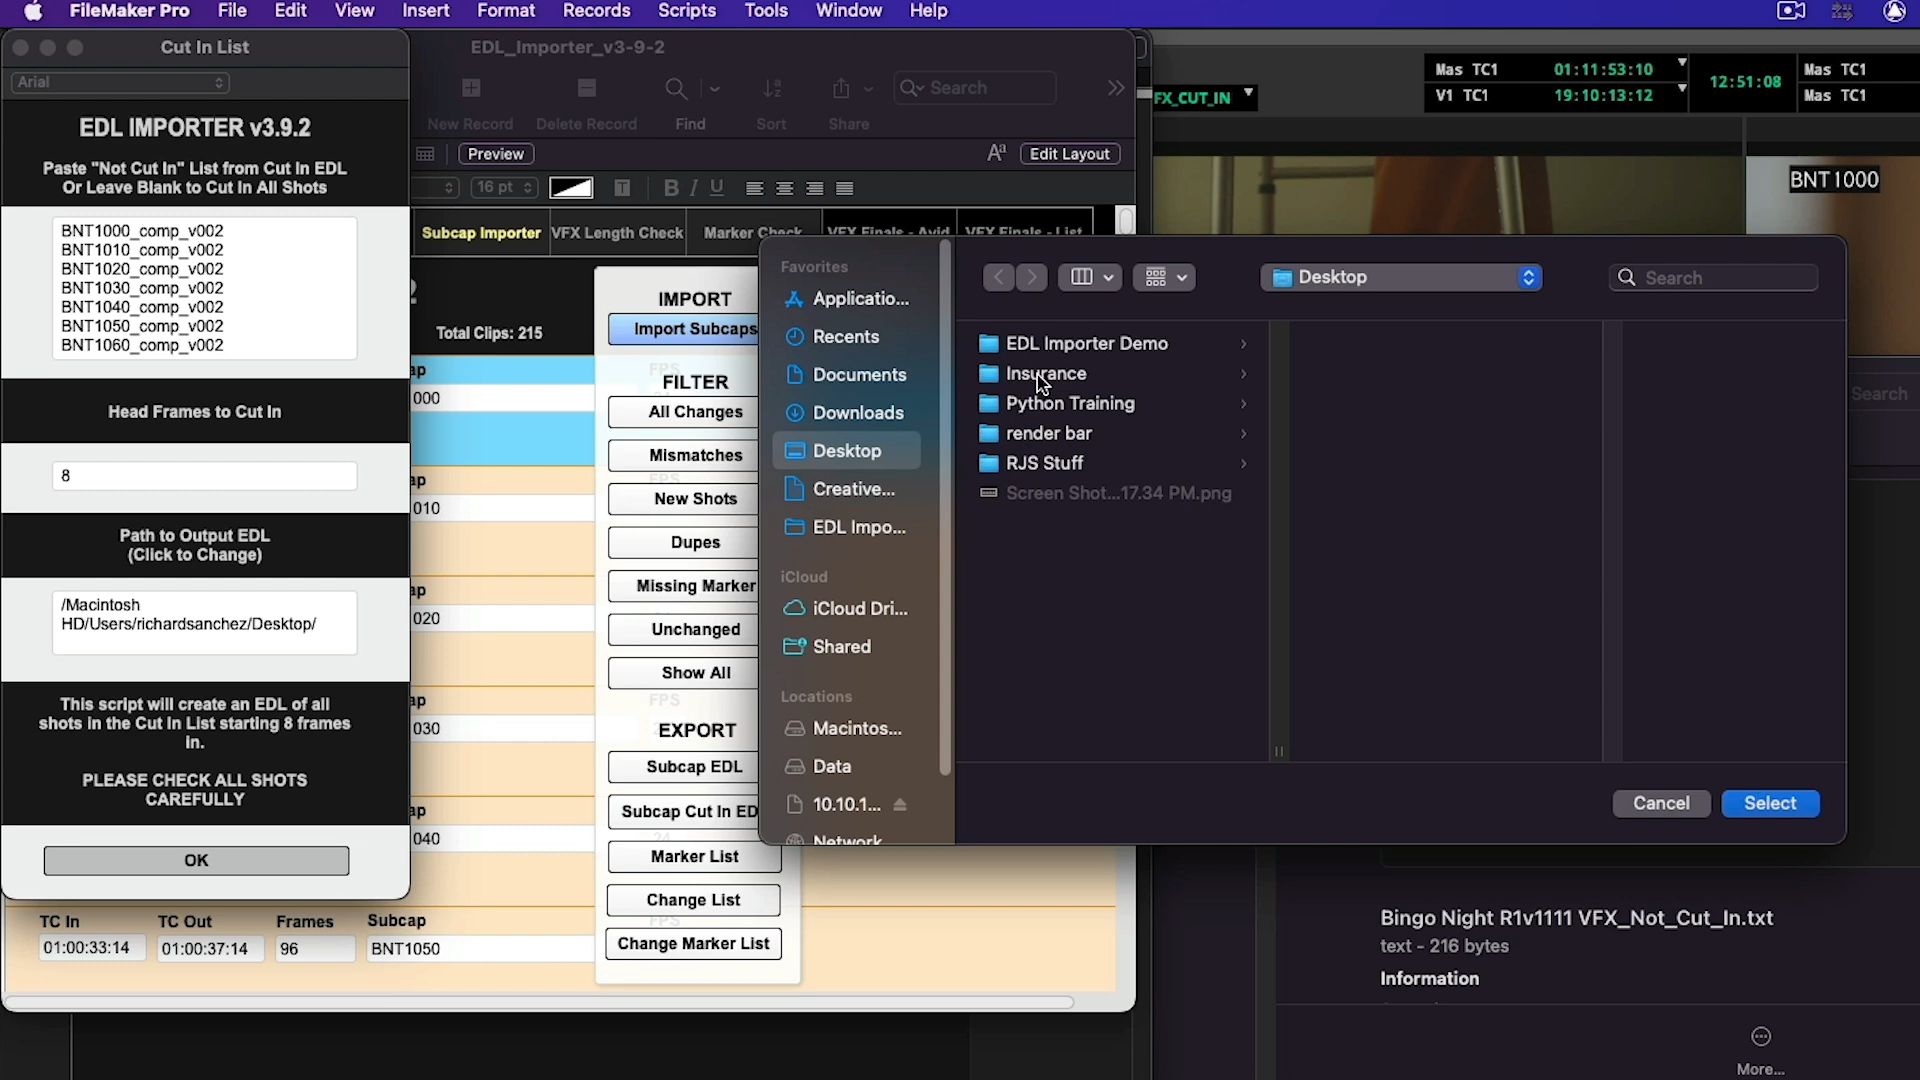 FileMaker Pro File Edit View Insert Format Records Scripts Tools Window Help
Cut In List
Arial
EDL IMPORTER v3.9.2
Paste "Not Cut In" List from Cut In EDL
Or Leave Blank to Cut In All Shots
BNT1000_comp_v002
BNT1010_comp_v002
BNT1020_comp_v002
BNT1030_comp_v002
BNT1040_comp_v002
BNT1050_comp_v002
BNT1060_comp_v002
Head Frames to Cut In
8
Path to Output EDL
(Click to Change)
/Macintosh
HD/Users/richardsanchez/Desktop/
This script will create an EDL of all
shots in the Cut In List starting 8 frames
in.
PLEASE CHECK ALL SHOTS
CAREFULLY
OK
EDL_Importer_v3-9-2
Search
New Record Delete Record Find Sort Share
Preview Edit Layout
16 pt B I U
Subcap Importer VFX Length Check Marker Check VFX Finals - Avid VFX Finals - List
Total Clips: 215
000
010
020
030
040
IMPORT
Import Subcaps
FPS
FILTER
All Changes
Mismatches
FPS
New Shots
Dupes
Missing Marker
FPS
Unchanged
Show All
FPS
EXPORT
Subcap EDL
Subcap Cut In ED
24
Marker List
Change List
FPS
Change Marker List
TC In TC Out Frames Subcap
01:00:33:14 01:00:37:14 96 BNT1050
Favorites
Applicatio...
Recents
Documents
Downloads
Desktop
Creative...
EDL Impo...
iCloud
iCloud Dri...
Shared
Locations
Macintos...
Data
10.10.1...
Network
Desktop
Search
EDL Importer Demo
Insurance
Python Training
render bar
RJS Stuff
Screen Shot...17.34 PM.png
Cancel Select
FX_CUT_IN
Mas TC1 01:11:53:10
V1 TC1 19:10:13:12
12:51:08
Mas TC1
Mas TC1
BNT1000
Search
Bingo Night R1v1111 VFX_Not_Cut_In.txt
text - 216 bytes
Information
More...